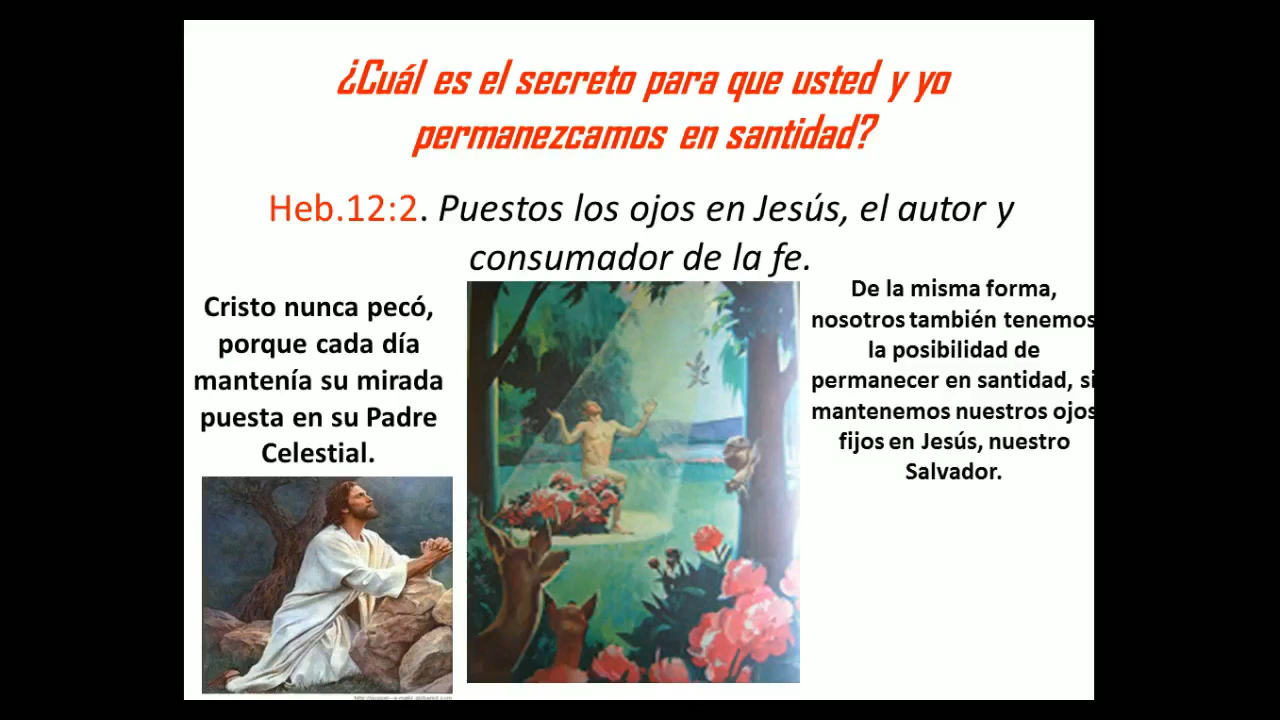 ¿Cuál es el secreto para que usted y yo
permanezcamos en santidad?
Heb.12:2. Puestos los ojos en Jesús, el autor y
consumador de la fe.
Cristo nunca pecó,
porque cada día
mantenía su mirada
puesta en su Padre
Celestial.
De la misma forma,
nosotros también tenemos
la posibilidad de
permanecer en santidad, si
mantenemos nuestros ojos
fijos en Jesús, nuestro
Salvador.